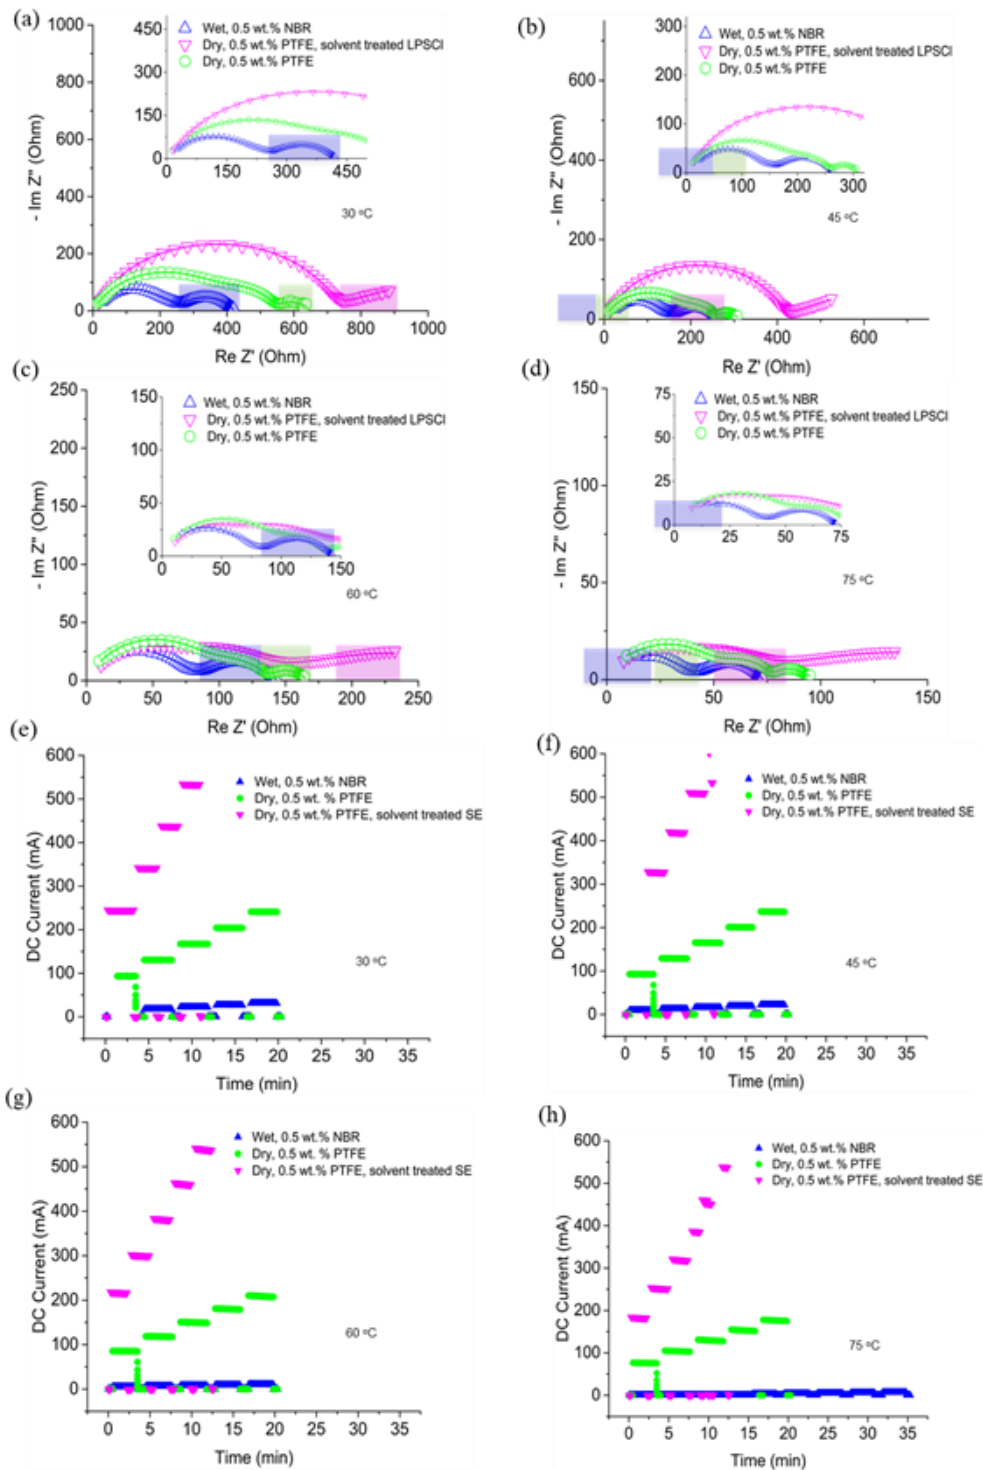 (a)
1000
800
600
400
200
0
- Im Z" (Ohm)
450
300
150
0
0 150 300 450
Wet, 0.5 wt.% NBR
Dry, 0.5 wt.% PTFE, solvent treated LPSCl
Dry, 0.5 wt.% PTFE
30 ºC
0 200 400 600 800 1000
Re Z' (Ohm)
(b)
600
400
200
0
- Im Z" (Ohm)
300
200
100
0
0 100 200 300
Wet, 0.5 wt.% NBR
Dry, 0.5 wt.% PTFE, solvent treated LPSCl
Dry, 0.5 wt.% PTFE
45 ºC
0 200 400 600
Re Z' (Ohm)
(c)
250
200
150
100
50
0
- Im Z" (Ohm)
150
100
50
0
0 50 100 150
Wet, 0.5 wt.% NBR
Dry, 0.5 wt.% PTFE, solvent treated LPSCl
Dry, 0.5 wt.% PTFE
60 ºC
0 50 100 150 200 250
Re Z' (Ohm)
(d)
150
100
50
0
- Im Z" (Ohm)
75
50
25
0
0 25 50 75
Wet, 0.5 wt.% NBR
Dry, 0.5 wt.% PTFE, solvent treated LPSCl
Dry, 0.5 wt.% PTFE
75 ºC
0 50 100 150
Re Z' (Ohm)
(e)
600
500
400
300
200
100
0
DC Current (mA)
Wet, 0.5 wt.% NBR
Dry, 0.5 wt. % PTFE
Dry, 0.5 wt.% PTFE, solvent treated SE
30 ºC
0 5 10 15 20 25 30 35
Time (min)
(f)
600
500
400
300
200
100
0
DC Current (mA)
Wet, 0.5 wt.% NBR
Dry, 0.5 wt. % PTFE
Dry, 0.5 wt.% PTFE, solvent treated SE
45 ºC
0 5 10 15 20 25 30 35
Time (min)
(g)
600
500
400
300
200
100
0
DC Current (mA)
Wet, 0.5 wt.% NBR
Dry, 0.5 wt. % PTFE
Dry, 0.5 wt.% PTFE, solvent treated SE
60 ºC
0 5 10 15 20 25 30 35
Time (min)
(h)
600
500
400
300
200
100
0
DC Current (mA)
Wet, 0.5 wt.% NBR
Dry, 0.5 wt. % PTFE
Dry, 0.5 wt.% PTFE, solvent treated SE
75 ºC
0 5 10 15 20 25 30 35
Time (min)